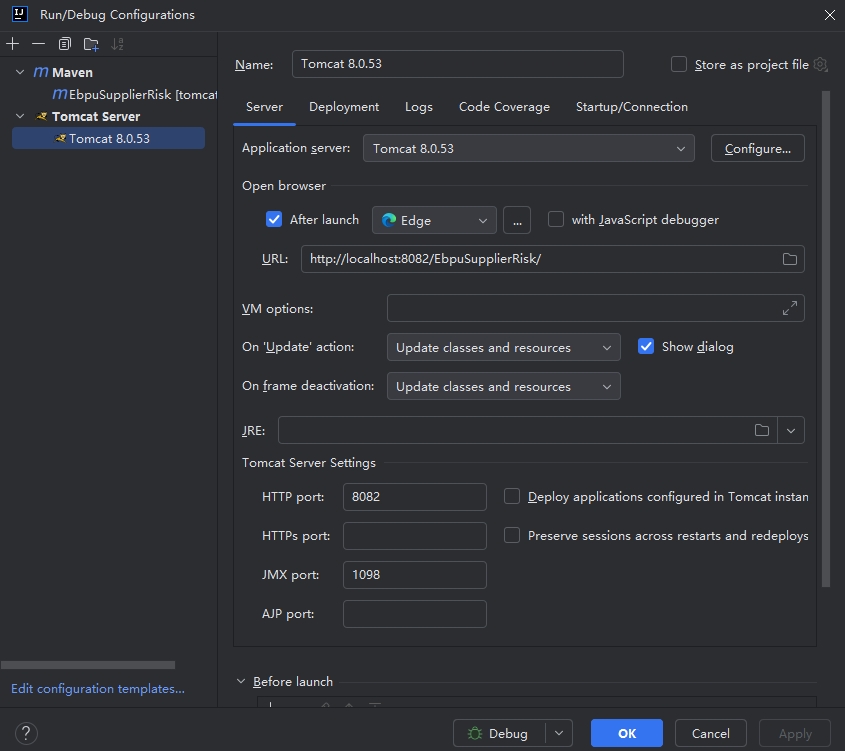 Run/Debug Configurations
Maven
EbpuSupplierRisk [tomcat
Tomcat Server
Tomcat 8.0.53
Edit configuration templates...
Name: Tomcat 8.0.53 Store as project file
Server Deployment Logs Code Coverage Startup/Connection
Application server: Tomcat 8.0.53 Configure...
Open browser
After launch Edge ... with JavaScript debugger
URL: http://localhost:8082/EbpuSupplierRisk/
VM options:
On 'Update' action: Update classes and resources Show dialog
On frame deactivation: Update classes and resources
JRE:
Tomcat Server Settings
HTTP port: 8082 Deploy applications configured in Tomcat instan
HTTPs port: Preserve sessions across restarts and redeploys
JMX port: 1098
AJP port:
Before launch
? Debug OK Cancel Apply